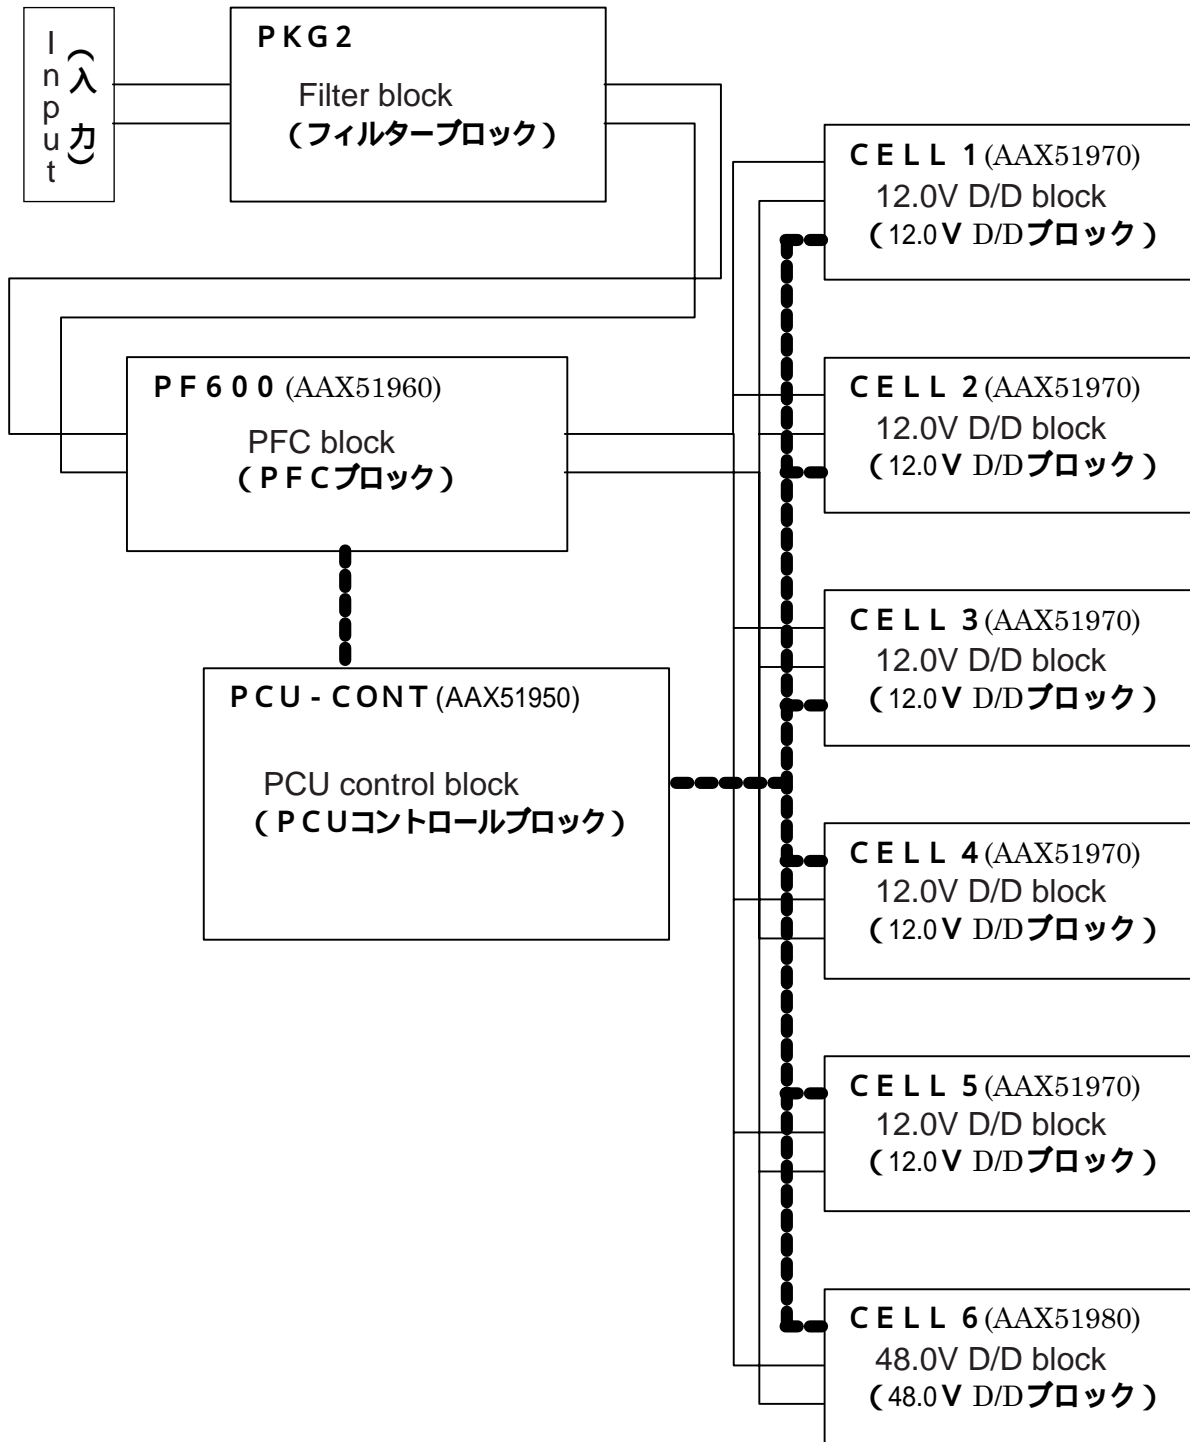 Input
(入 力)
PKG2
Filter block
(フィルターブロック)
CELL 1 (AAX51970)
12.0V D/D block
(12.0V D/Dブロック)
PF600 (AAX51960)
PFC block
(PFCブロック)
CELL 2 (AAX51970)
12.0V D/D block
(12.0V D/Dブロック)
CELL 3 (AAX51970)
12.0V D/D block
(12.0V D/Dブロック)
PCU-CONT (AAX51950)
PCU control block
(PCUコントロールブロック)
CELL 4 (AAX51970)
12.0V D/D block
(12.0V D/Dブロック)
CELL 5 (AAX51970)
12.0V D/D block
(12.0V D/Dブロック)
CELL 6 (AAX51980)
48.0V D/D block
(48.0V D/Dブロック)